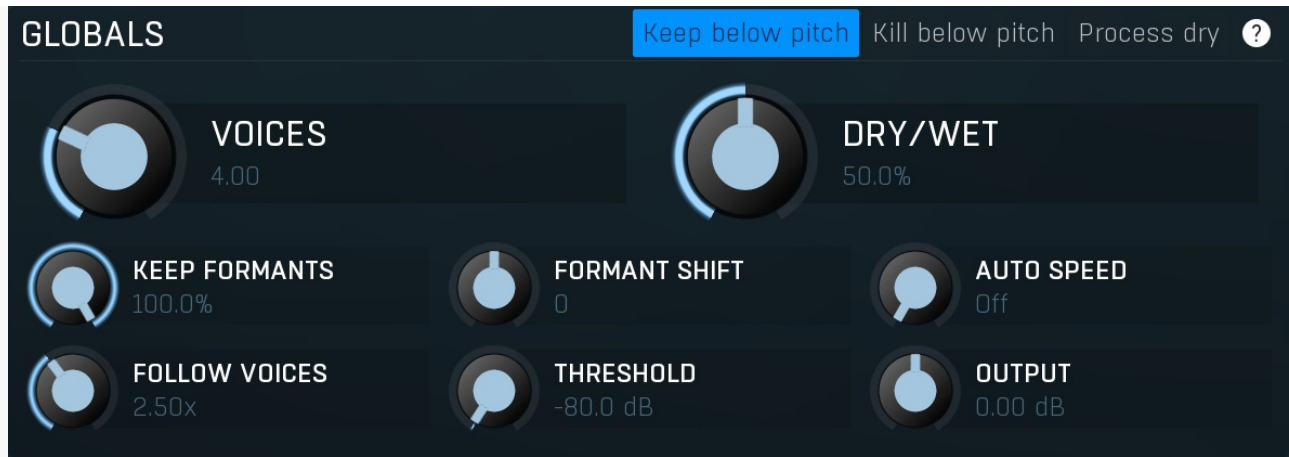 GLOBALS Keep below pitch Kill below pitch Process dry ?
VOICES DRY/WET
4.00 50.0%
KEEP FORMANTS FORMANT SHIFT AUTO SPEED
100.0% 0 Off
FOLLOW VOICES THRESHOLD OUTPUT
2.50x -80.0 dB 0.00 dB